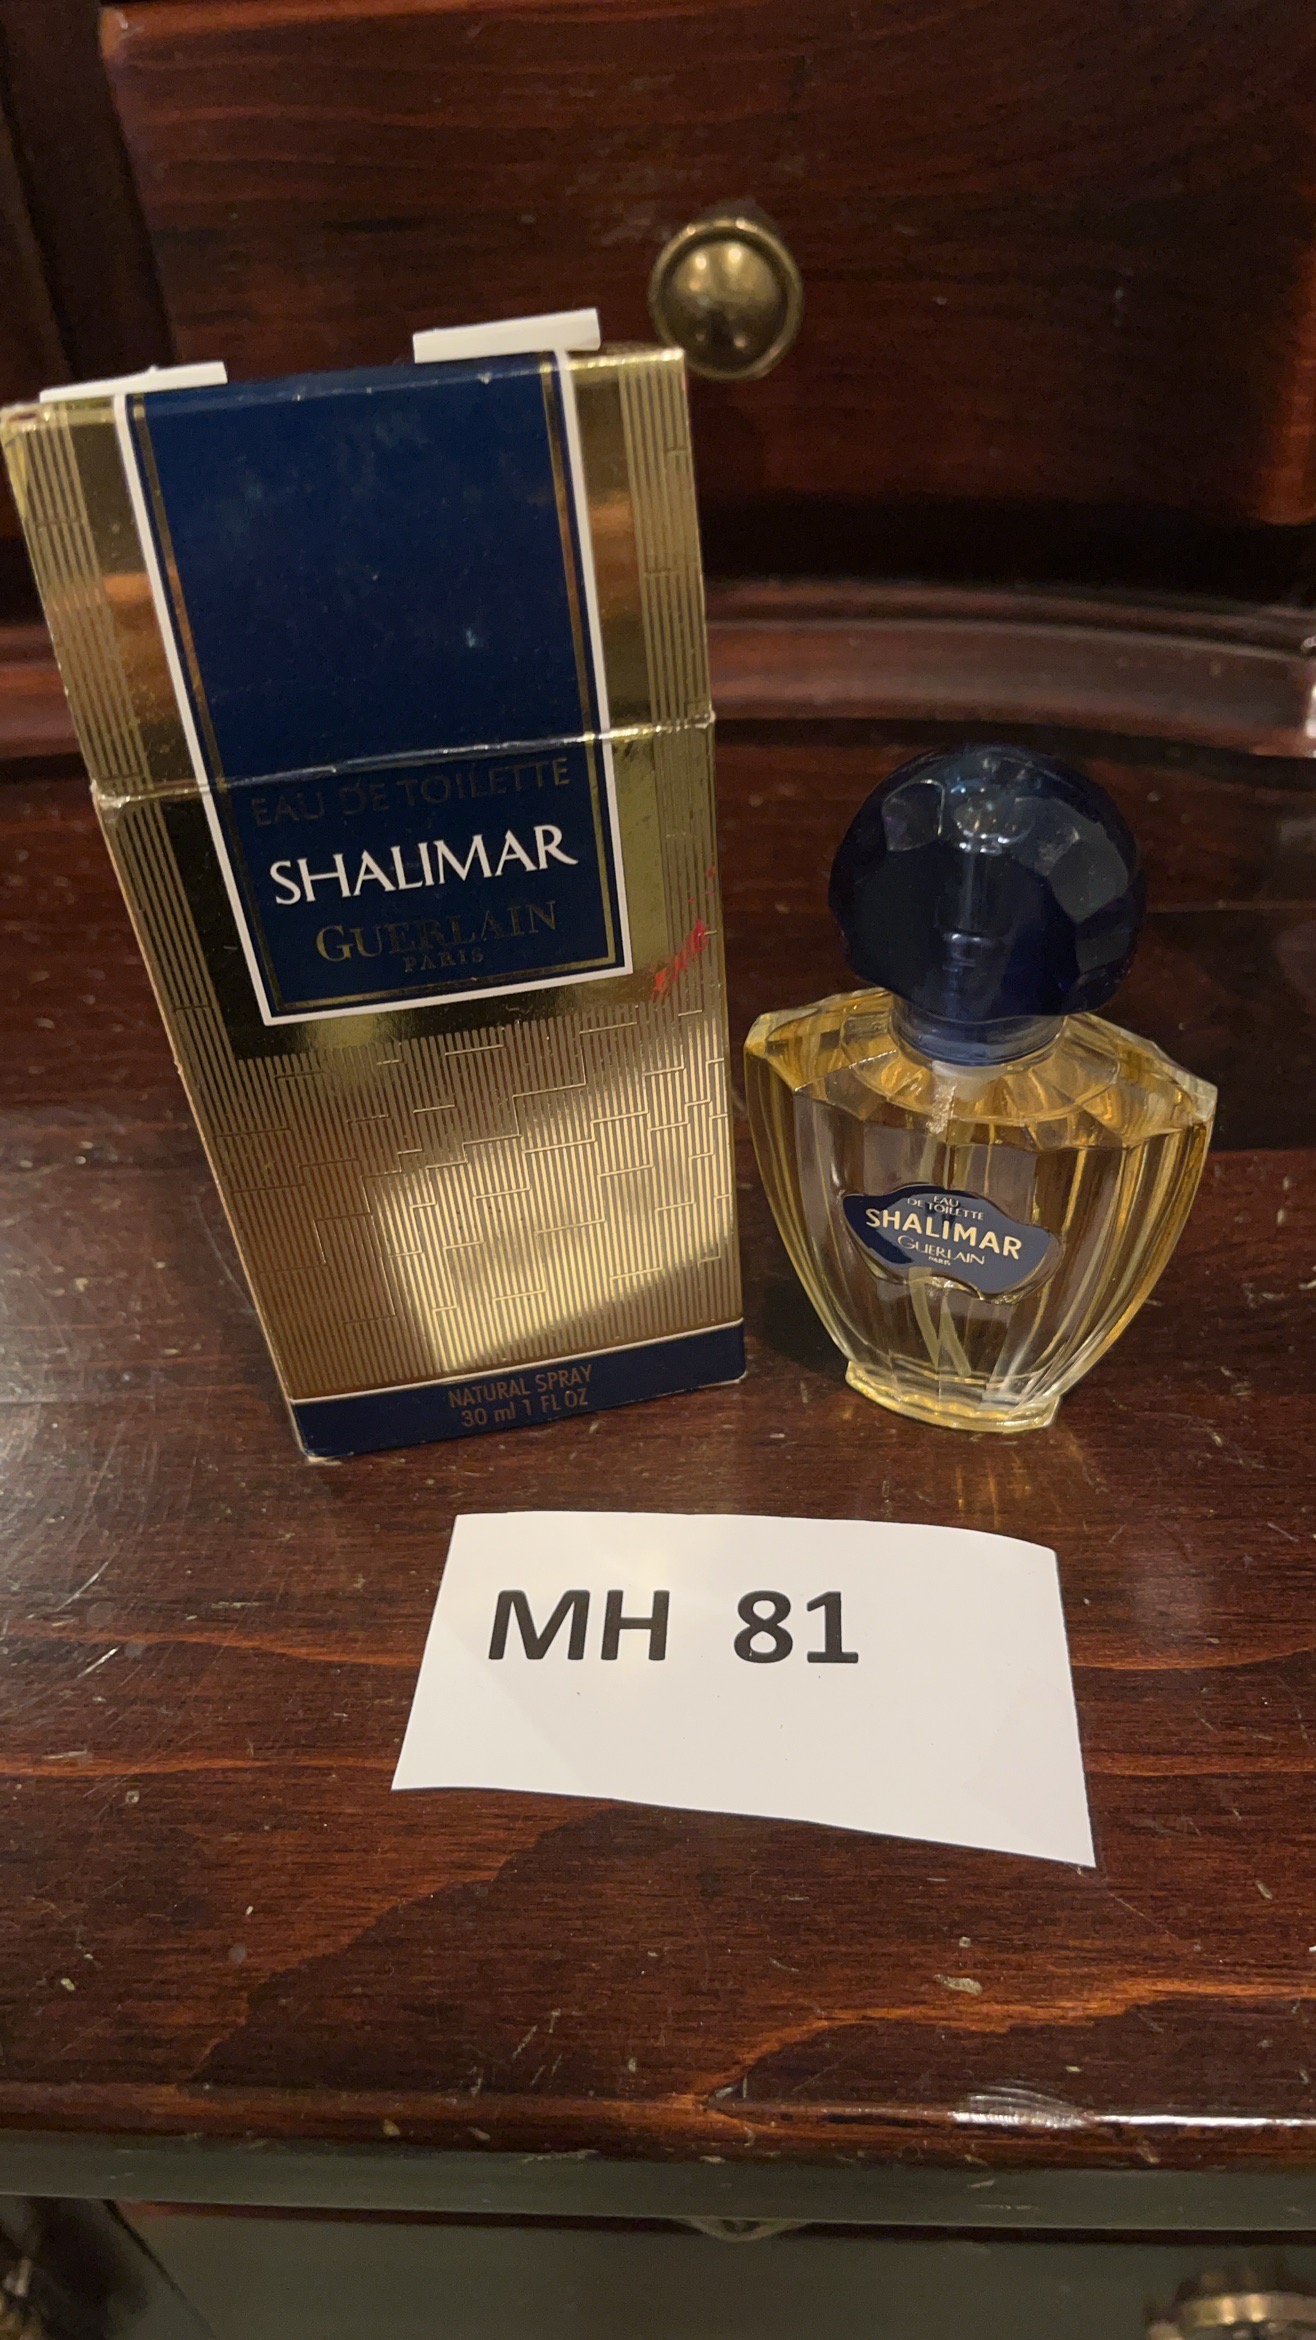 EAU DE TOILETTE
SHALIMAR
GUERLAIN
PARIS
NATURAL SPRAY
30 ml 1 FL OZ
EAU
DE TOILETTE
SHALIMAR
GUERLAIN
PARIS
MH 81